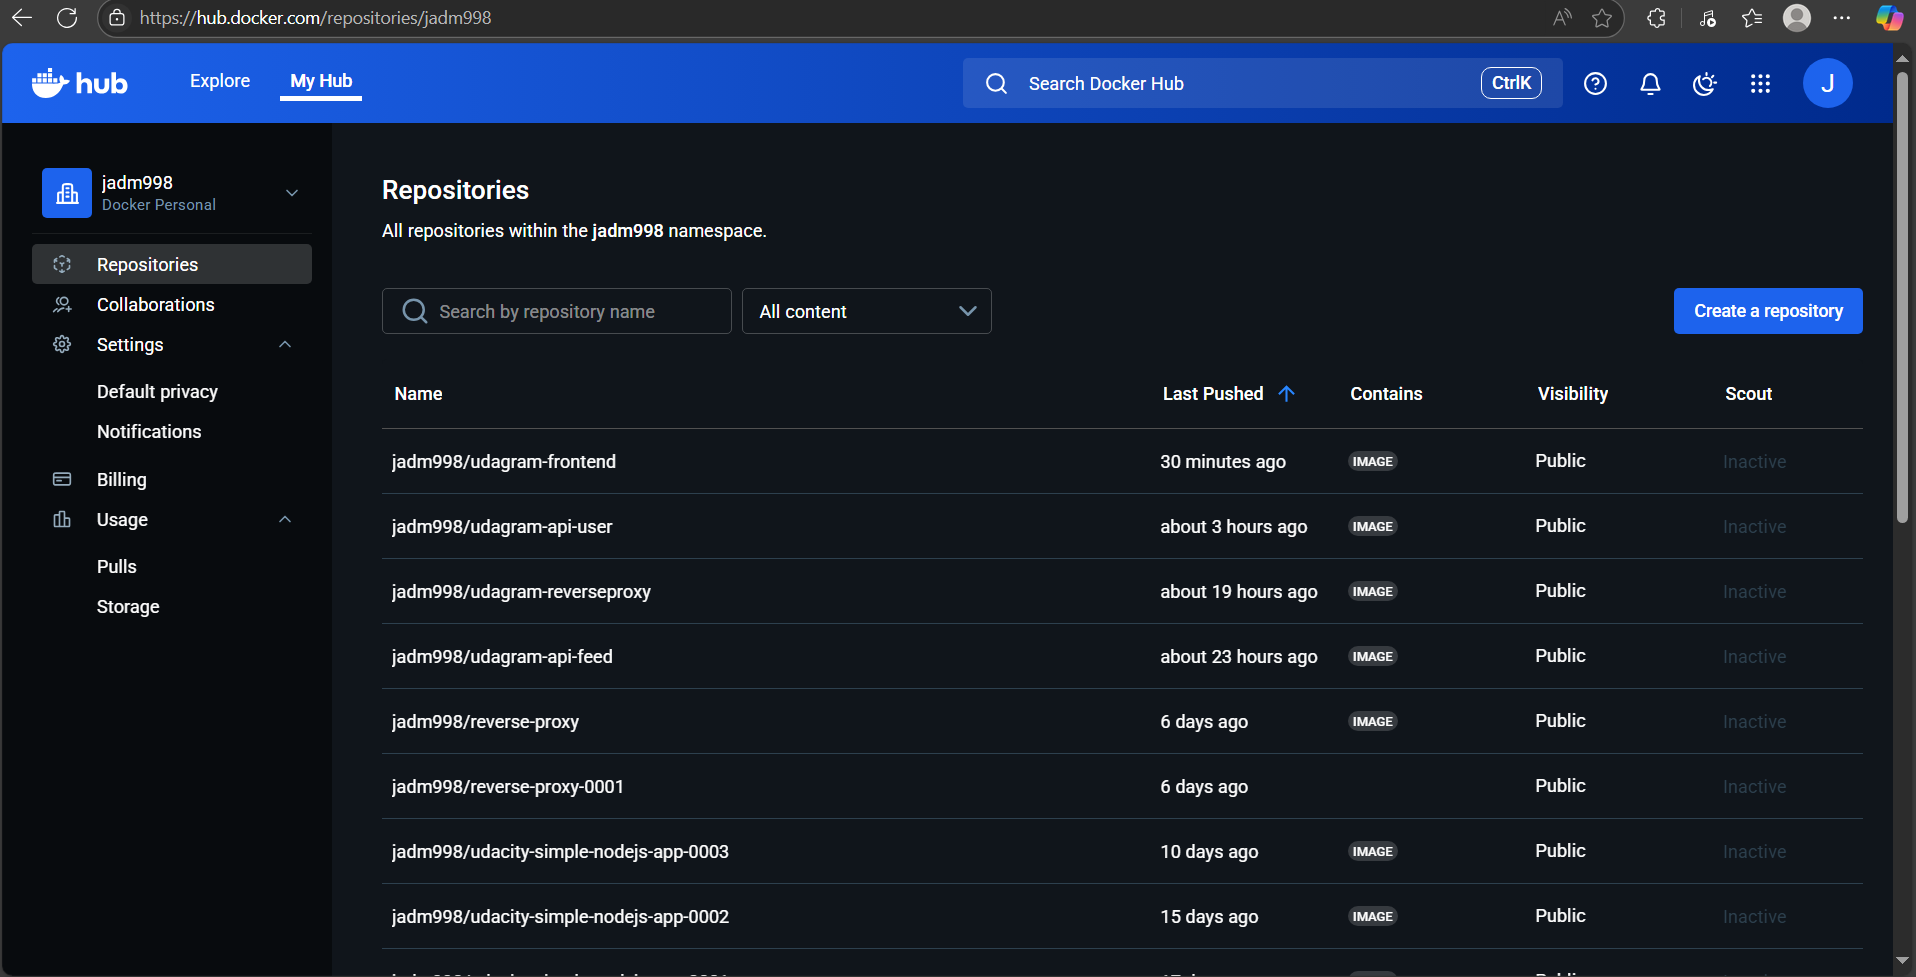 https://hub.docker.com/repositories/jadm998
hub Explore My Hub Search Docker Hub CtrlK J
jadm998
Docker Personal
Repositories
Collaborations
Settings
Default privacy
Notifications
Billing
Usage
Pulls
Storage
Repositories
All repositories within the jadm998 namespace.
Search by repository name All content Create a repository
Name Last Pushed Contains Visibility Scout
jadm998/udagram-frontend 30 minutes ago IMAGE Public Inactive
jadm998/udagram-api-user about 3 hours ago IMAGE Public Inactive
jadm998/udagram-reverseproxy about 19 hours ago IMAGE Public Inactive
jadm998/udagram-api-feed about 23 hours ago IMAGE Public Inactive
jadm998/reverse-proxy 6 days ago IMAGE Public Inactive
jadm998/reverse-proxy-0001 6 days ago Public Inactive
jadm998/udacity-simple-nodejs-app-0003 10 days ago IMAGE Public Inactive
jadm998/udacity-simple-nodejs-app-0002 15 days ago IMAGE Public Inactive